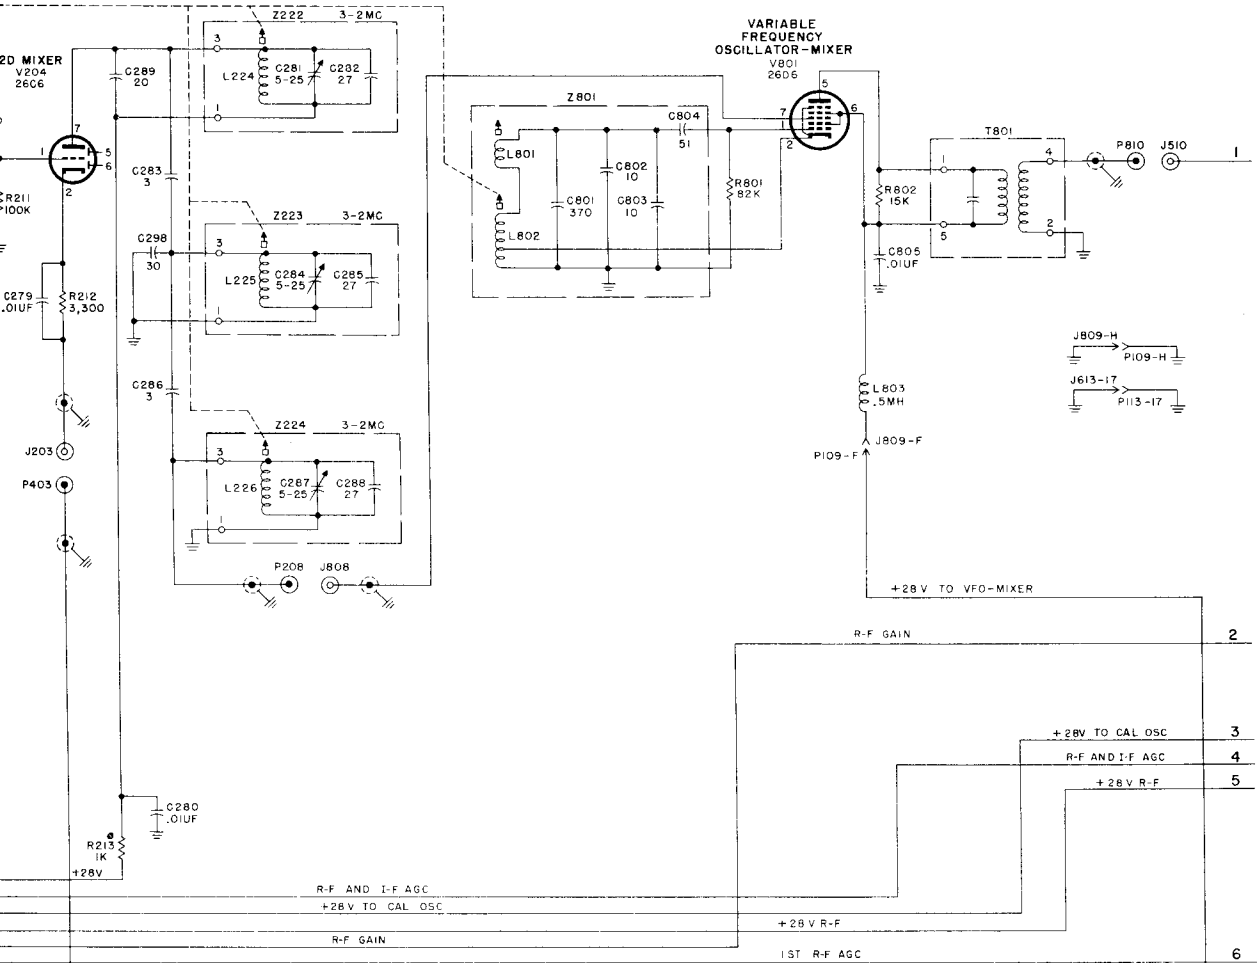 Z222 3-2MC
3
L224
C281
5-25
C282
27
1
2D MIXER
V204
26C6
C289
20
7
1
5
6
2
R211
100K
C283
3
Z223 3-2MC
C298
30
3
L225
C284
5-25
C285
27
1
C279
.01UF
R212
3,300
C286
3
Z224 3-2MC
3
L226
C287
5-25
C288
27
1
J203
P403
P208 J808
VARIABLE
FREQUENCY
OSCILLATOR-MIXER
V801
26D6
5
6
7
1
2
Z801
C804
51
L801
C802
10
C801
370
C803
10
R801
82K
L802
T801
1
4
5
2
R802
15K
C805
.01UF
P810 J510
1
J809-H
P109-H
J613-17
P113-17
L803
.5MH
J809-F
P109-F
+28V TO VFO-MIXER
R-F GAIN 2
+28V TO CAL OSC 3
R-F AND I-F AGC 4
+28V R-F 5
C280
.01UF
R213
1K
+28V
R-F AND I-F AGC
+28V TO CAL OSC
+28V R-F
R-F GAIN
1ST R-F AGC 6